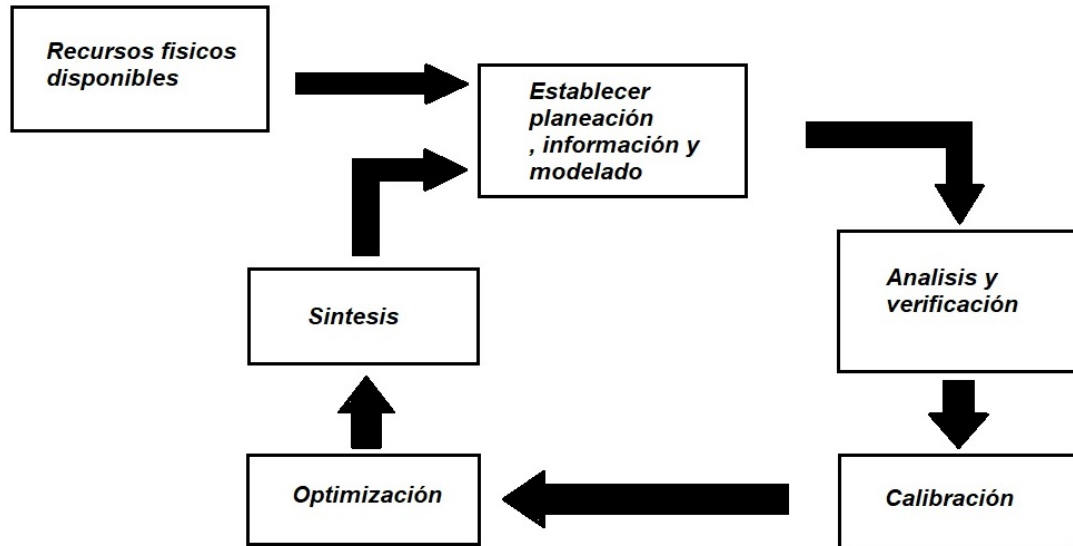 Recursos fisicos
disponibles
Establecer
planeación
, información y
modelado
Analisis y
verificación
Sintesis
Optimización
Calibración